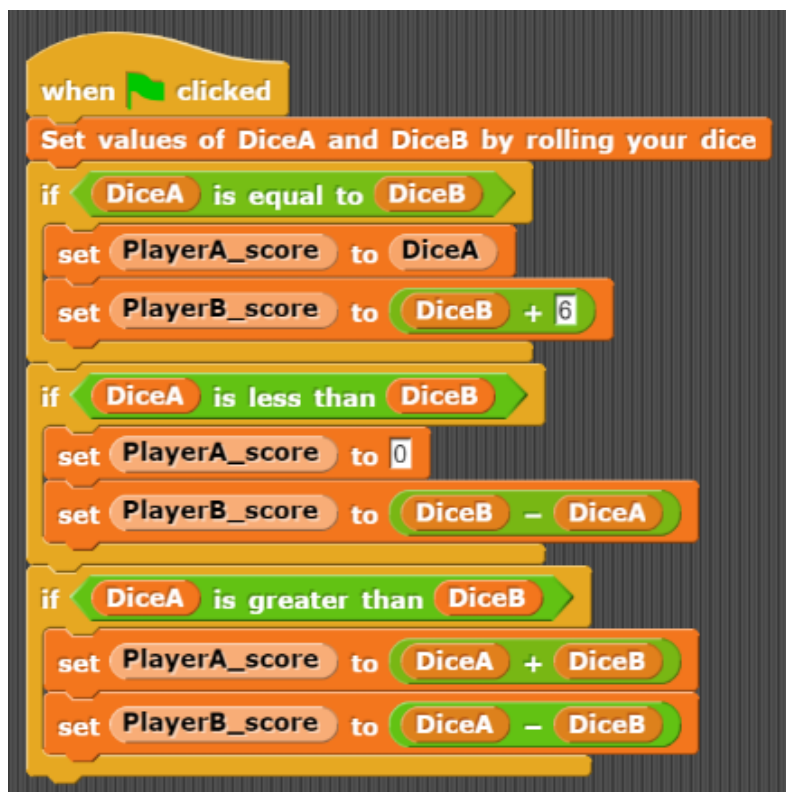 when clicked
Set values of DiceA and DiceB by rolling your dice
if DiceA is equal to DiceB
set PlayerA_score to DiceA
set PlayerB_score to DiceB + 6
if DiceA is less than DiceB
set PlayerA_score to 0
set PlayerB_score to DiceB - DiceA
if DiceA is greater than DiceB
set PlayerA_score to DiceA + DiceB
set PlayerB_score to DiceA - DiceB